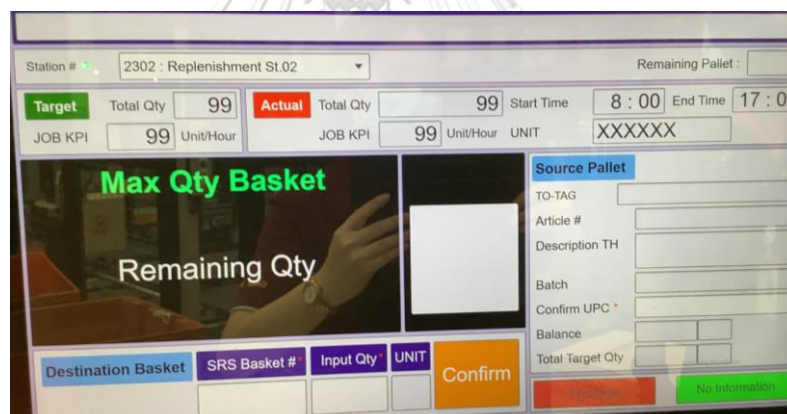 Station # 2302 : Replenishment St.02 Remaining Pallet :
Target Total Qty 99 Actual Total Qty 99 Start Time 8 : 00 End Time 17 : 0
JOB KPI 99 Unit/Hour JOB KPI 99 Unit/Hour UNIT XXXXXX
Max Qty Basket
Remaining Qty
Source Pallet
TO-TAG
Article #
Description TH
Batch
Confirm UPC *
Balance
Total Target Qty
Destination Basket SRS Basket # * Input Qty * UNIT Confirm
No Information